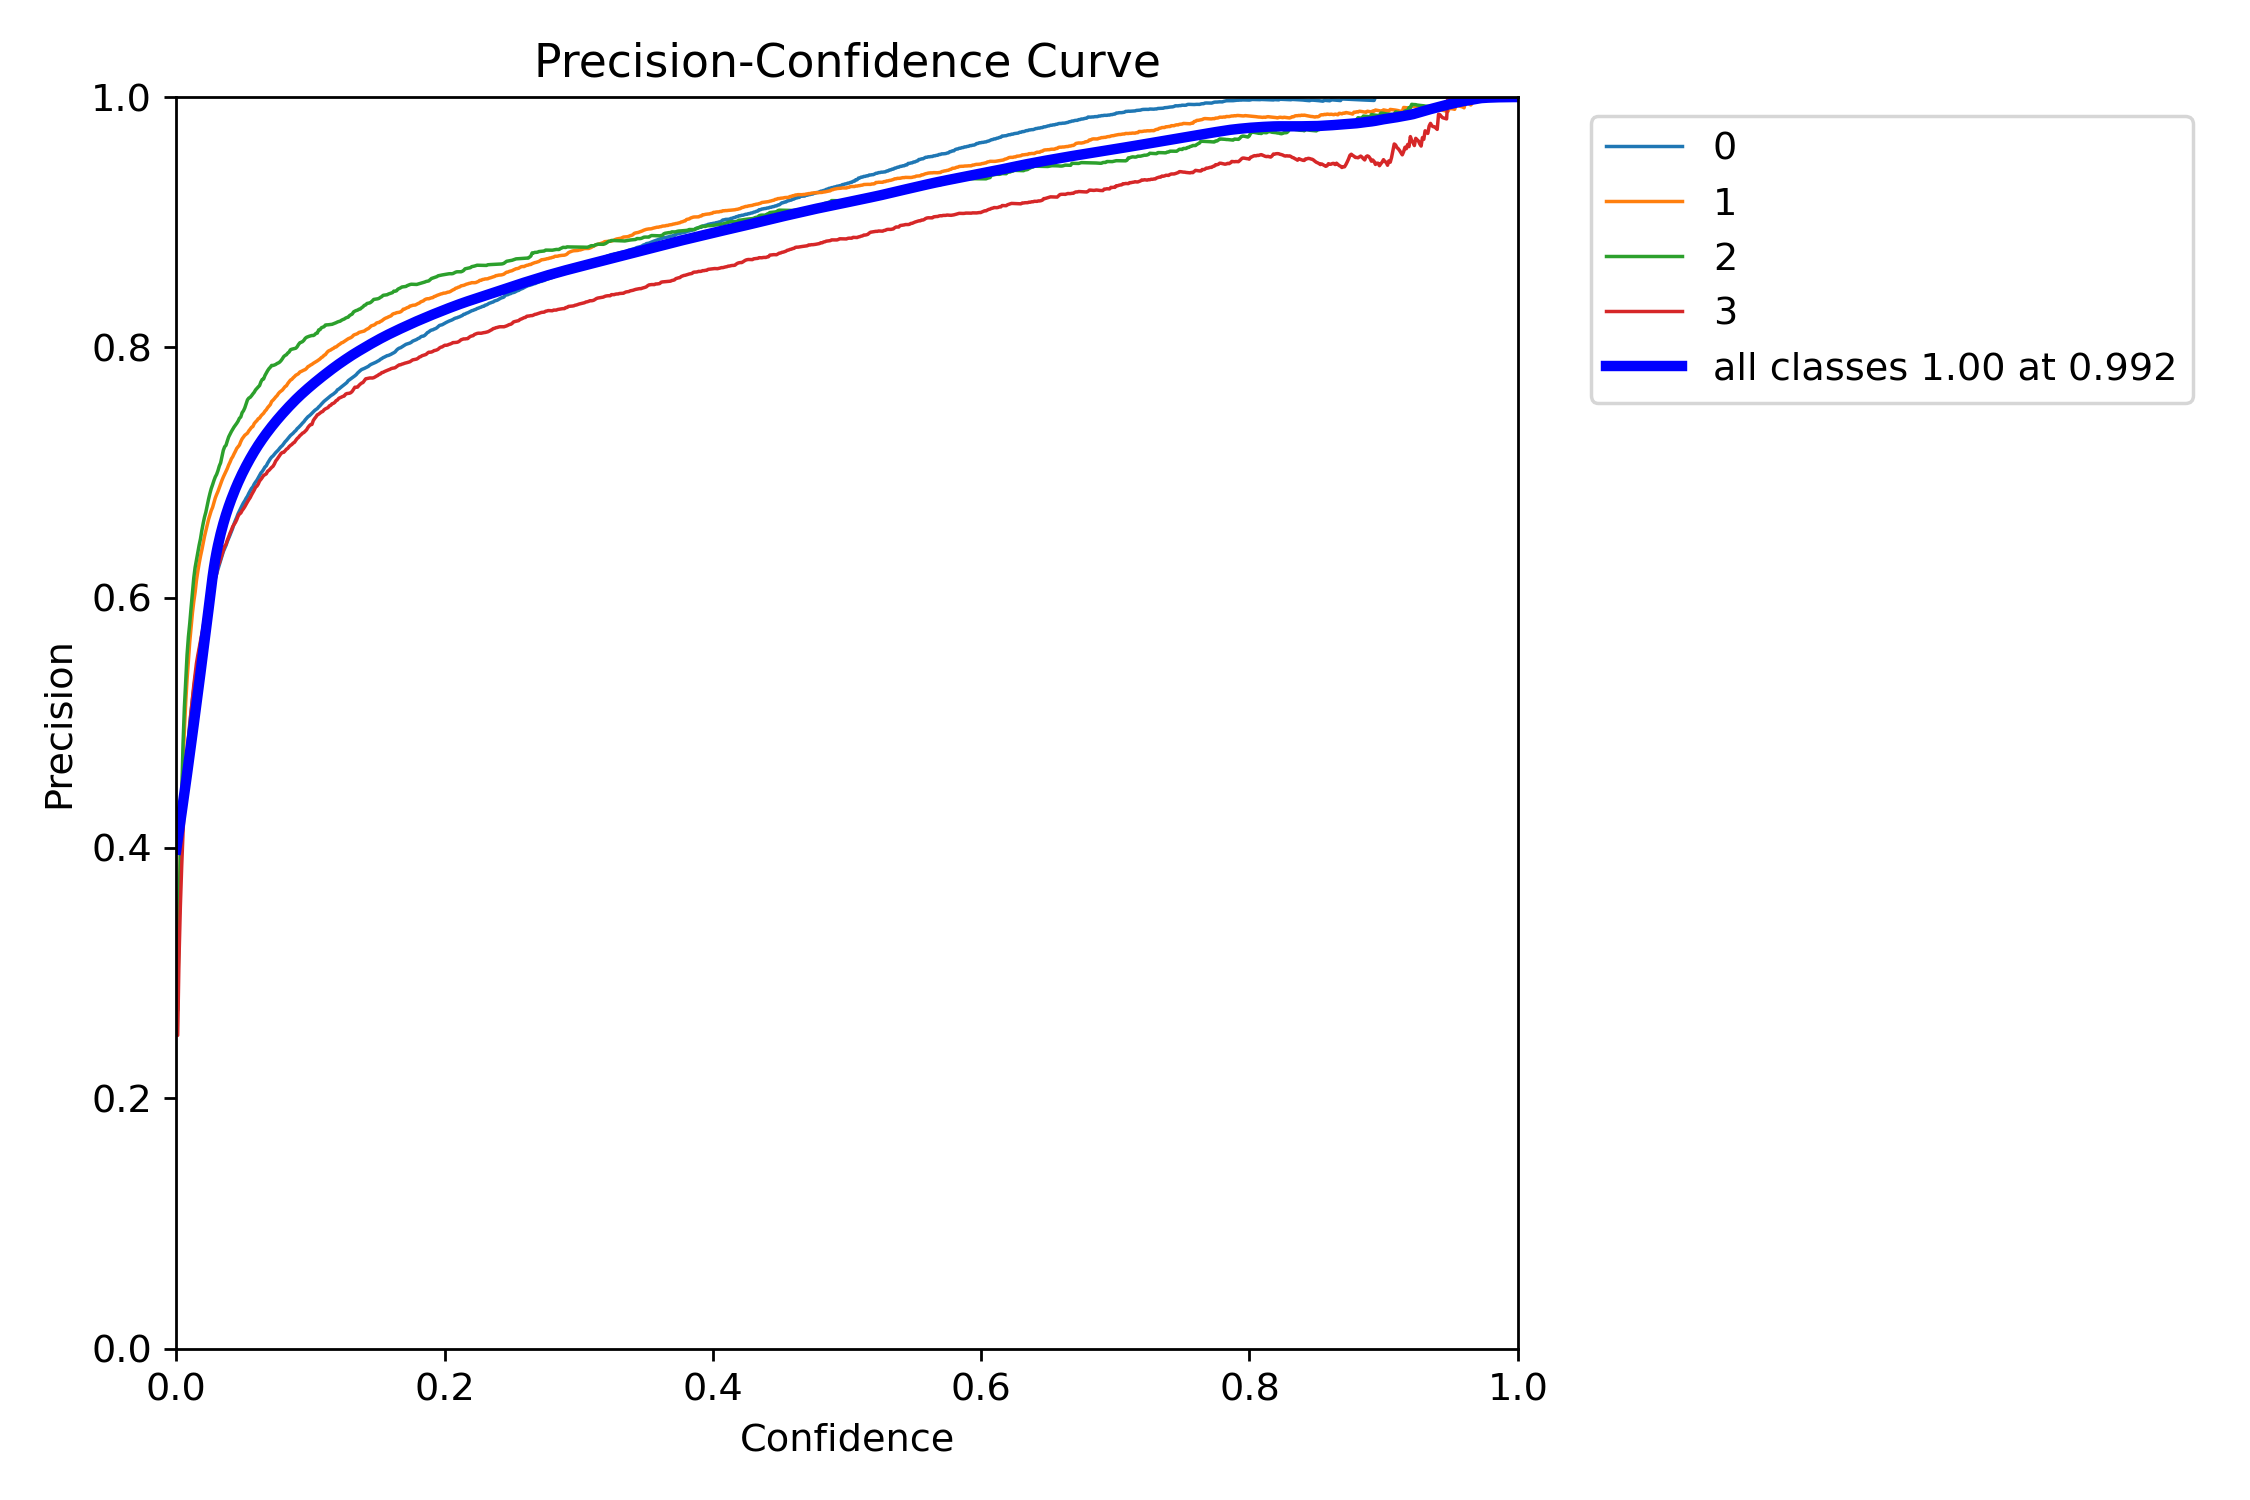 Precision-Confidence Curve
1.0
0.8
0.6
0.4
0.2
0.0
Precision
0.0 0.2 0.4 0.6 0.8 1.0
Confidence
0
1
2
3
all classes 1.00 at 0.992